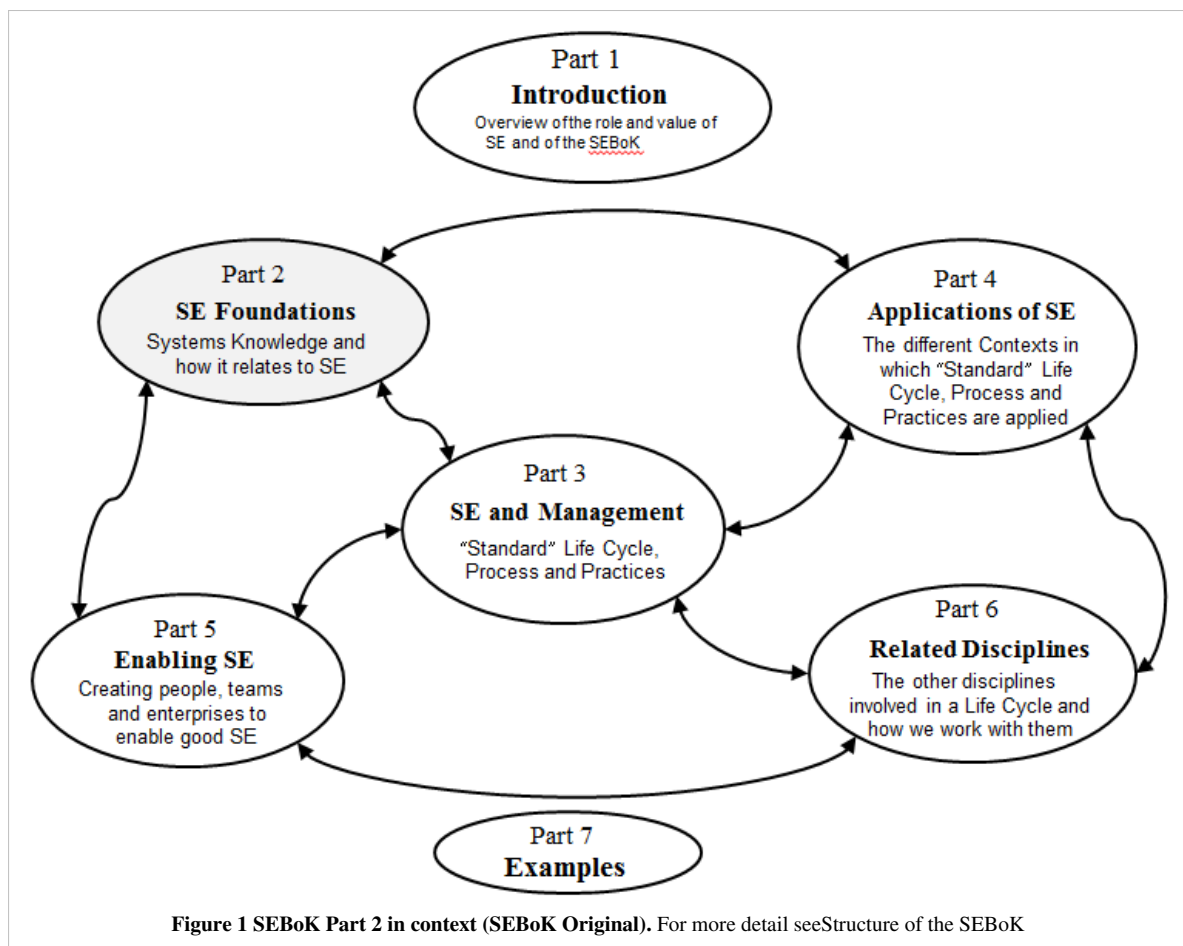 Part 1
Introduction
Overview of the role and value of
SE and of the SEBoK
Part 2
SE Foundations
Systems Knowledge and
how it relates to SE
Part 4
Applications of SE
The different Contexts in
which “Standard” Life
Cycle, Process and
Practices are applied
Part 3
SE and Management
“Standard” Life Cycle,
Process and Practices
Part 5
Enabling SE
Creating people, teams
and enterprises to
enable good SE
Part 6
Related Disciplines
The other disciplines
involved in a Life Cycle and
how we work with them
Part 7
Examples
Figure 1 SEBoK Part 2 in context (SEBoK Original). For more detail seeStructure of the SEBoK